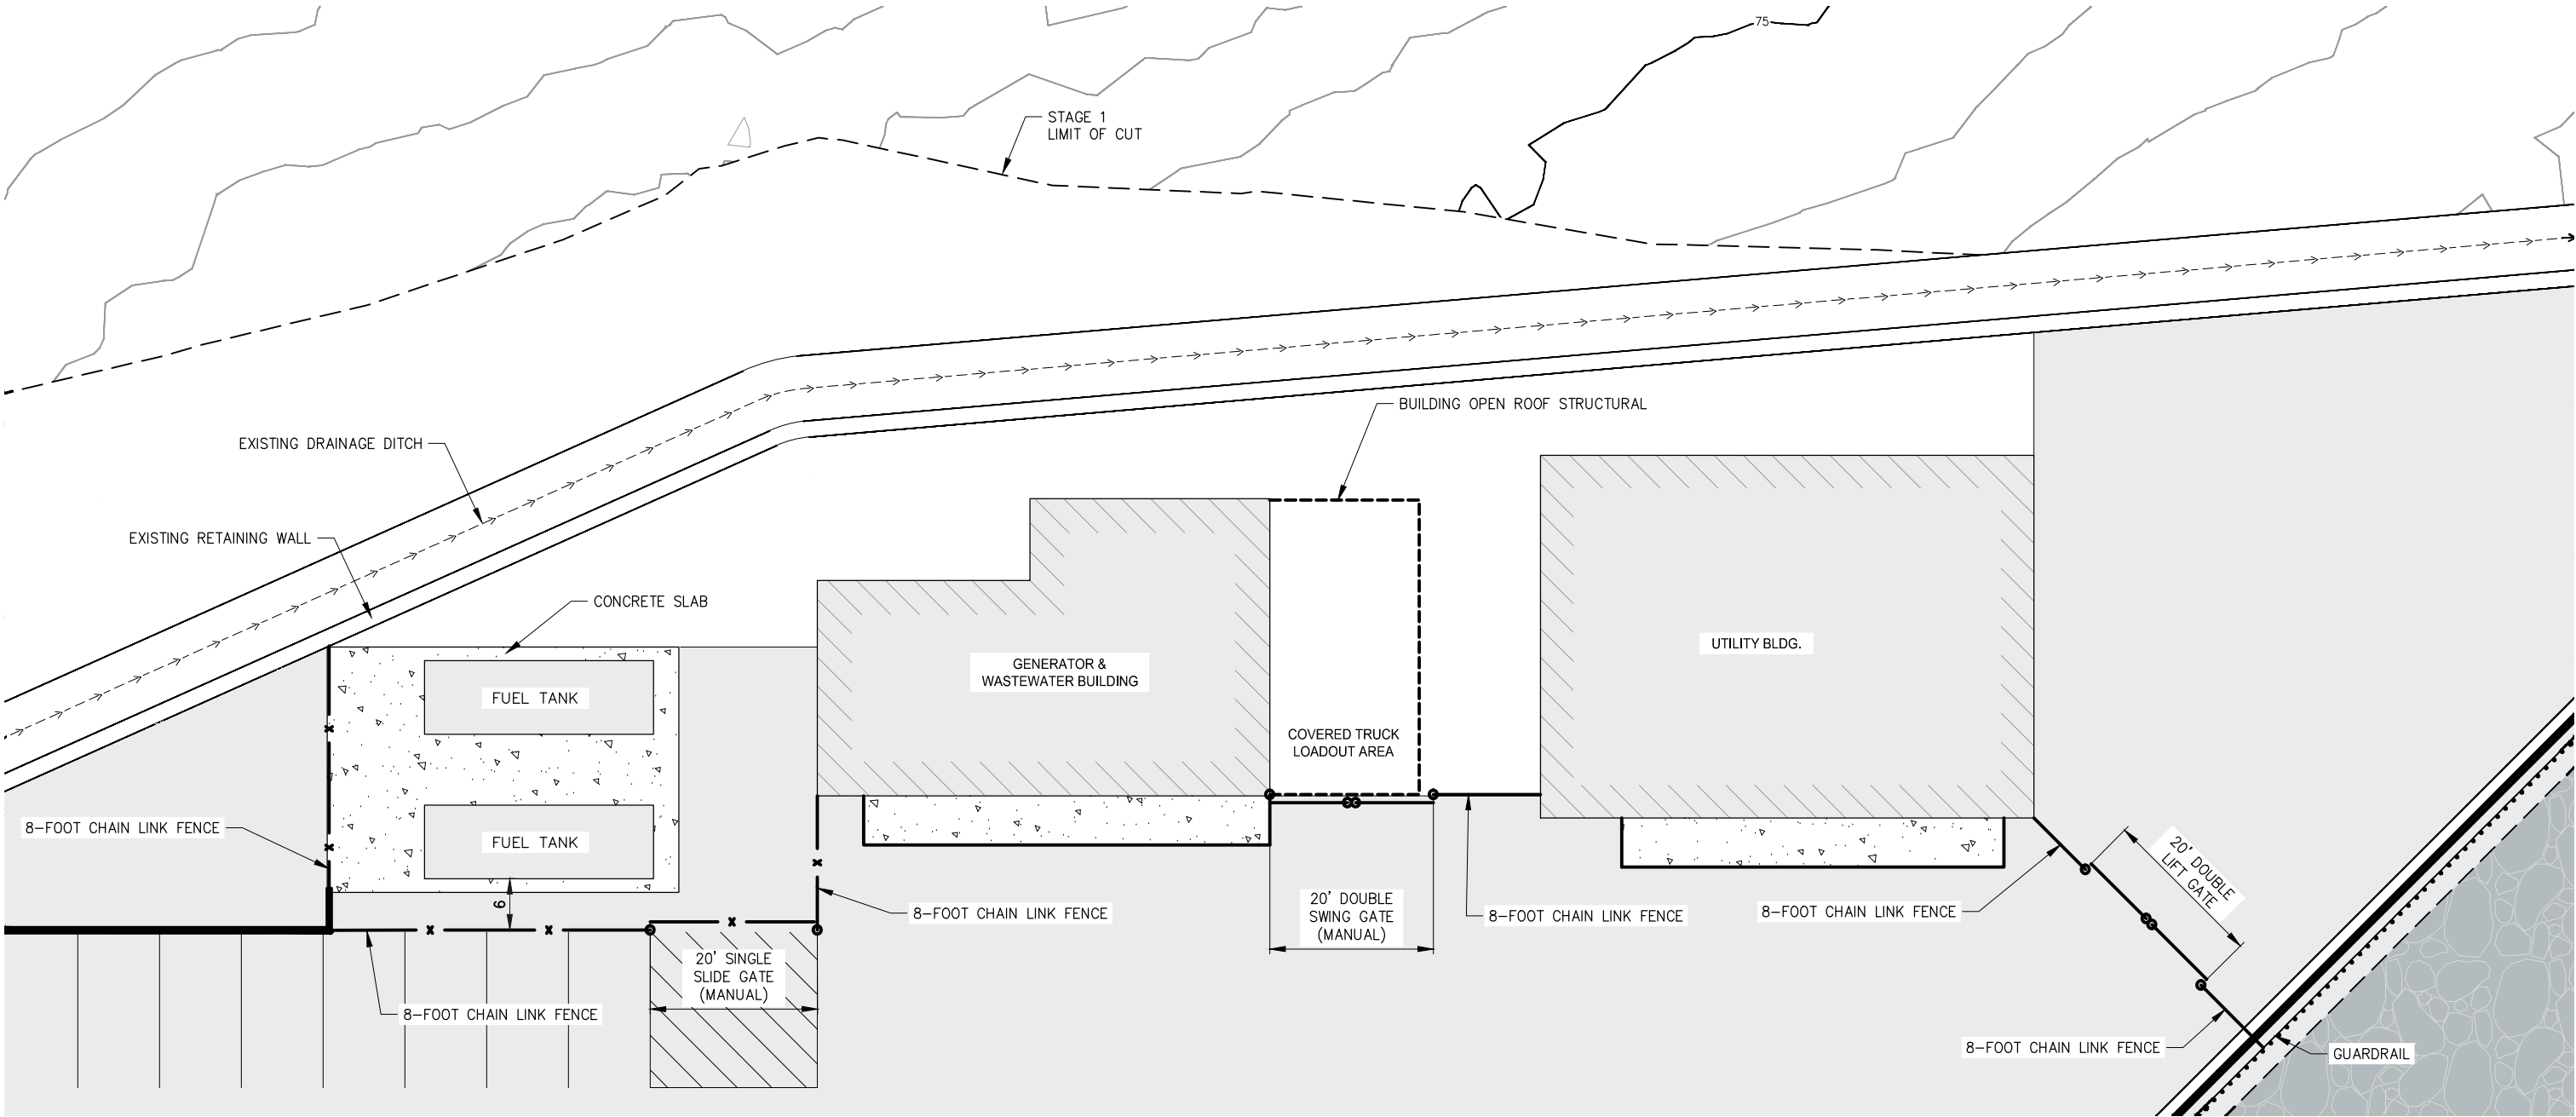 75
STAGE 1
LIMIT OF CUT
BUILDING OPEN ROOF STRUCTURAL
EXISTING DRAINAGE DITCH
EXISTING RETAINING WALL
CONCRETE SLAB
FUEL TANK
GENERATOR &
WASTEWATER BUILDING
UTILITY BLDG.
COVERED TRUCK
LOADOUT AREA
8-FOOT CHAIN LINK FENCE
FUEL TANK
6
8-FOOT CHAIN LINK FENCE
20' SINGLE
SLIDE GATE
(MANUAL)
8-FOOT CHAIN LINK FENCE
20' DOUBLE
SWING GATE
(MANUAL)
8-FOOT CHAIN LINK FENCE
8-FOOT CHAIN LINK FENCE
20' DOUBLE
LIFT GATE
8-FOOT CHAIN LINK FENCE
GUARDRAIL